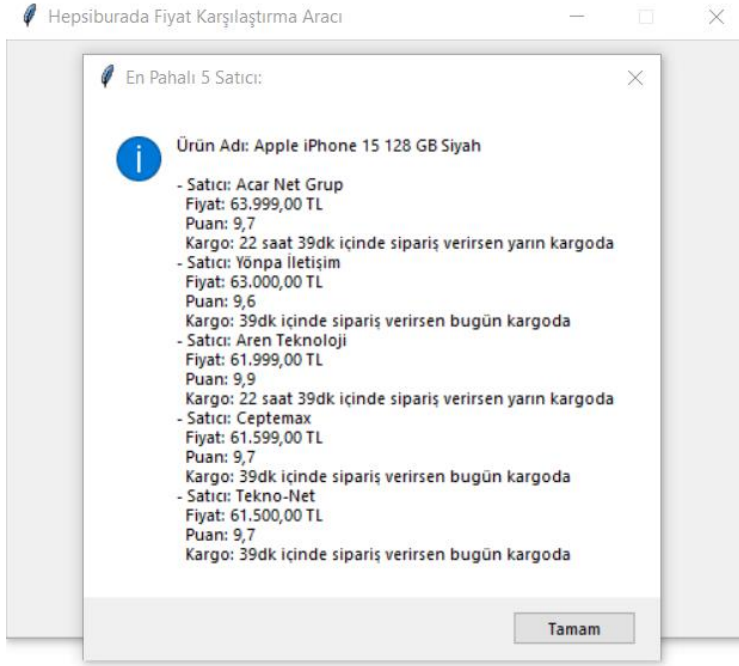 Hepsiburada Fiyat Karşılaştırma Aracı
En Pahalı 5 Satıcı:
Ürün Adı: Apple iPhone 15 128 GB Siyah
- Satıcı: Acar Net Grup
Fiyat: 63.999,00 TL
Puan: 9,7
Kargo: 22 saat 39dk içinde sipariş verirsen yarın kargoda
- Satıcı: Yönpa İletişim
Fiyat: 63.000,00 TL
Puan: 9,6
Kargo: 39dk içinde sipariş verirsen bugün kargoda
- Satıcı: Aren Teknoloji
Fiyat: 61.999,00 TL
Puan: 9,9
Kargo: 22 saat 39dk içinde sipariş verirsen yarın kargoda
- Satıcı: Ceptemax
Fiyat: 61.599,00 TL
Puan: 9,7
Kargo: 39dk içinde sipariş verirsen bugün kargoda
- Satıcı: Tekno-Net
Fiyat: 61.500,00 TL
Puan: 9,7
Kargo: 39dk içinde sipariş verirsen bugün kargoda
Tamam